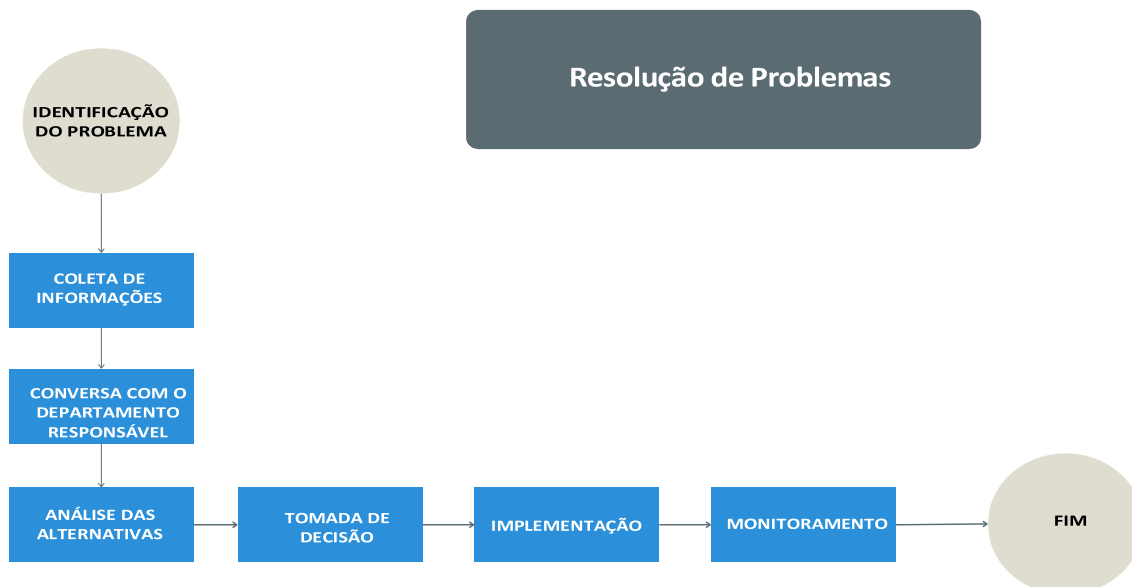 Resolução de Problemas
IDENTIFICAÇÃO
DO PROBLEMA
COLETA DE
INFORMAÇÕES
CONVERSA COM O
DEPARTAMENTO
RESPONSÁVEL
ANÁLISE DAS
ALTERNATIVAS
TOMADA DE
DECISÃO
IMPLEMENTAÇÃO
MONITORAMENTO
FIM